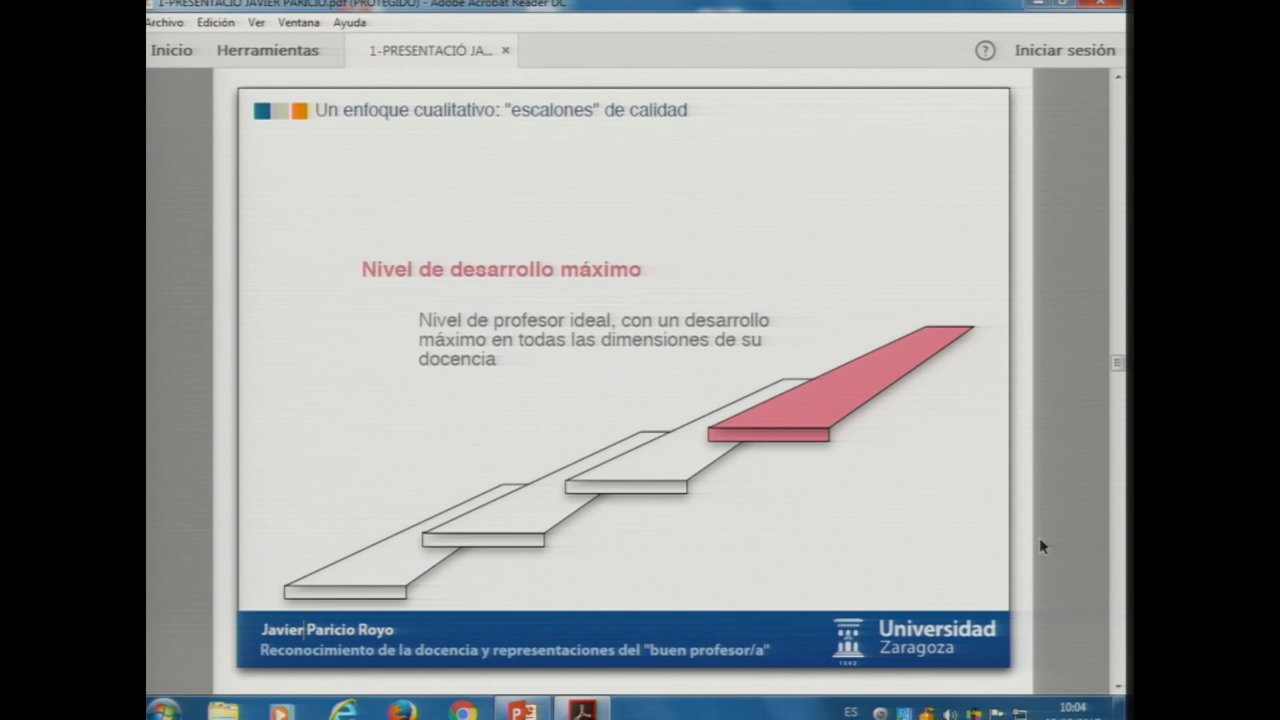 1-PRESENTACIÓ JAVIER PARICIO.pdf (PROTEGIDO) - Adobe Acrobat Reader DC
Archivo Edición Ver Ventana Ayuda
Inicio Herramientas 1-PRESENTACIÓ JA... × ? Iniciar sesión
Un enfoque cualitativo: "escalones" de calidad
Nivel de desarrollo máximo
Nivel de profesor ideal, con un desarrollo
máximo en todas las dimensiones de su
docencia
Javier Paricio Royo
Reconocimiento de la docencia y representaciones del "buen profesor/a"
Universidad
Zaragoza
1542
ES
10:04